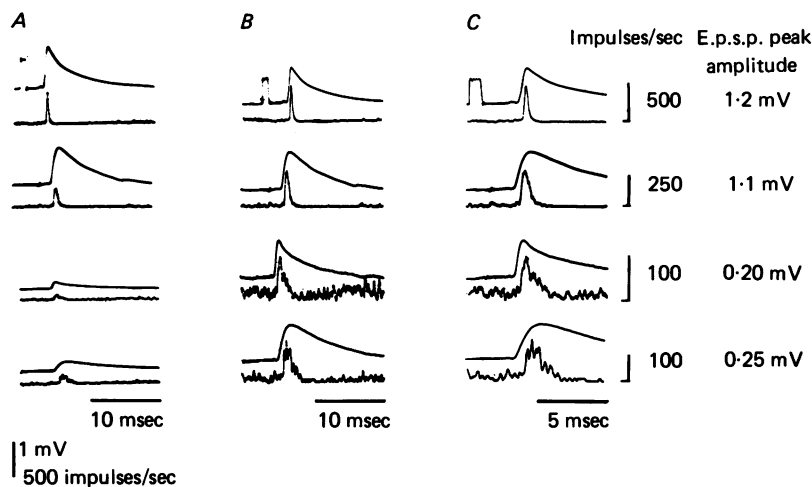 A B C Impulses/sec E.p.s.p. peak
amplitude
500 1·2 mV
250 1·1 mV
100 0·20 mV
100 0·25 mV
10 msec 10 msec 5 msec
1 mV
500 impulses/sec